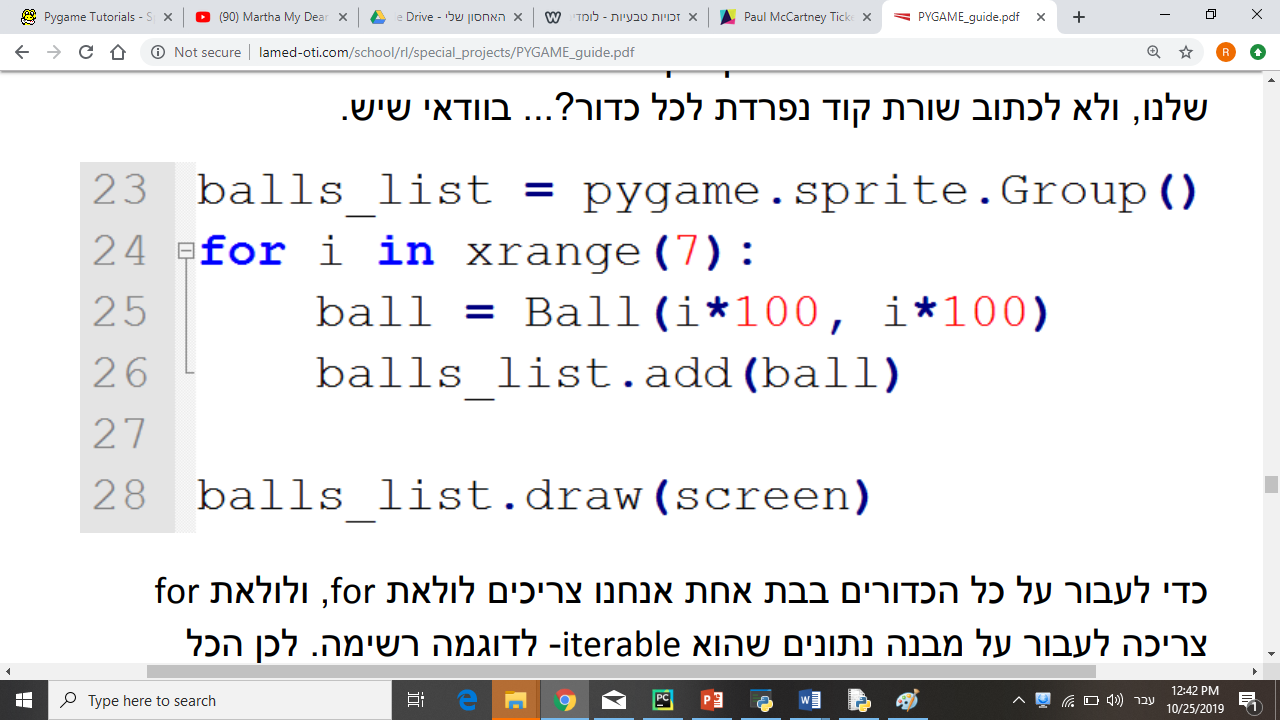 Pygame Tutorials - S
(90) Martha My Dear
האחסון שלי - e Drive
זכויות טבעיות - לומדי
Paul McCartney Ticke
PYGAME_guide.pdf
Not secure | lamed-oti.com/school/rl/special_projects/PYGAME_guide.pdf
R
שלנו, ולא לכתוב שורת קוד נפרדת לכל כדור?... בוודאי שיש.
23 balls_list = pygame.sprite.Group()
24 for i in xrange(7):
25 ball = Ball(i*100, i*100)
26 balls_list.add(ball)
27
28 balls_list.draw(screen)
כדי לעבור על כל הכדורים בבת אחת אנחנו צריכים לולאת for, ולולאת for
צריכה לעבור על מבנה נתונים שהוא iterable- לדוגמה רשימה. לכן הכל
Type here to search
עבר
12:42 PM
10/25/2019
1